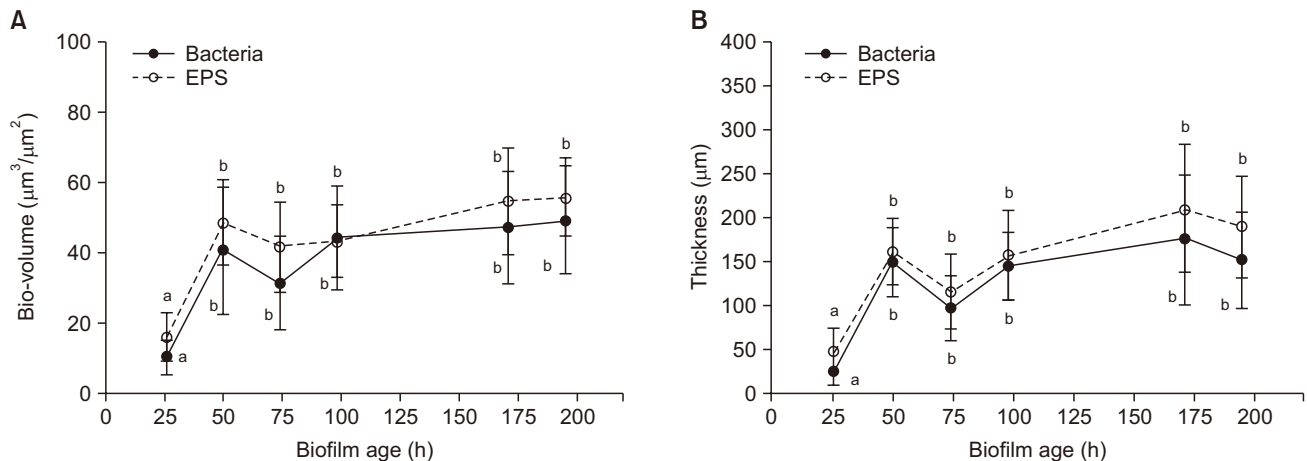 A
Bacteria
EPS
Bio-volume (μm³/μm²)
100
80
60
40
20
0
a
a
b
b
b
b
b
b
b
b
b
b
0 25 50 75 100 125 150 175 200
Biofilm age (h)
B
Bacteria
EPS
Thickness (μm)
400
350
300
250
200
150
100
50
0
a
a
b
b
b
b
b
b
b
b
b
b
0 25 50 75 100 125 150 175 200
Biofilm age (h)